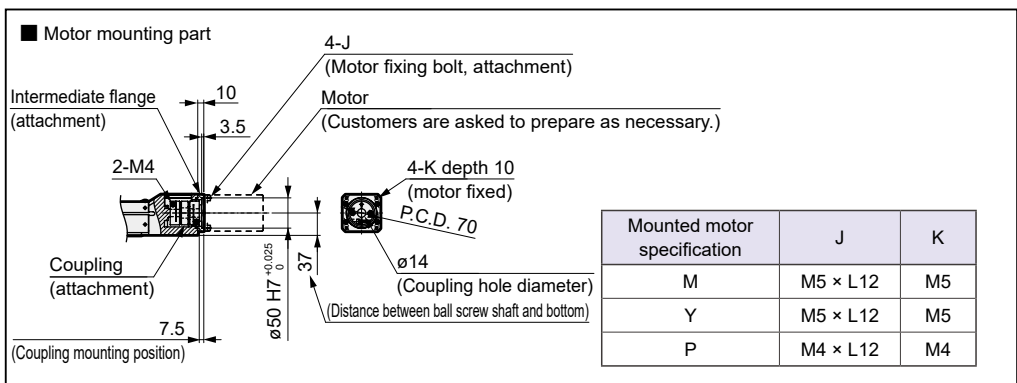 ■ Motor mounting part
4-J
(Motor fixing bolt, attachment)
Intermediate flange
(attachment)
10
Motor
(Customers are asked to prepare as necessary.)
3.5
2-M4
4-K depth 10
(motor fixed)
P.C.D. 70
Coupling
(attachment)
ø50 H7 +0.025 0
37
ø14
(Coupling hole diameter)
(Distance between ball screw shaft and bottom)
7.5
(Coupling mounting position)
Mounted motor
specification
J
K
M
M5 × L12
M5
Y
M5 × L12
M5
P
M4 × L12
M4